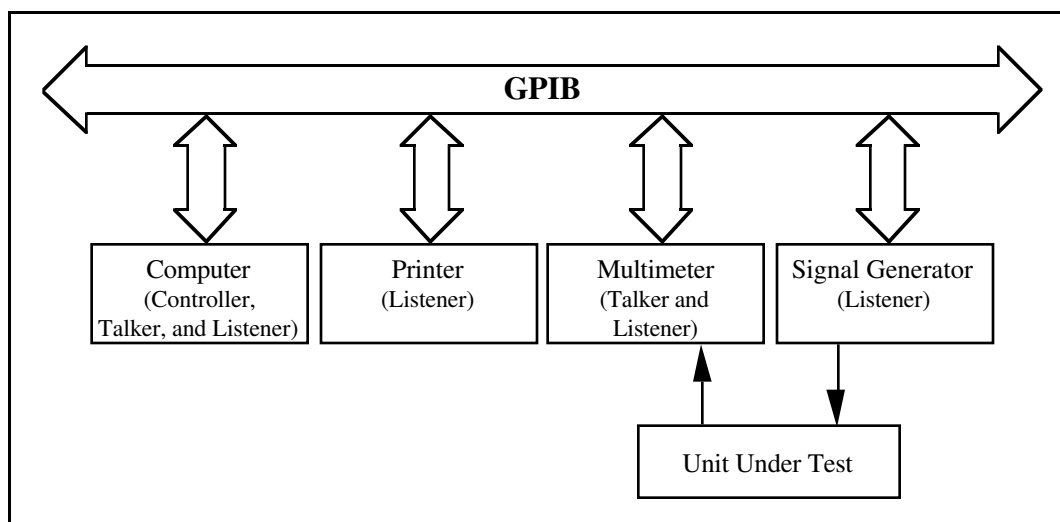 GPIB
Computer
(Controller,
Talker, and Listener)
Printer
(Listener)
Multimeter
(Talker and
Listener)
Signal Generator
(Listener)
Unit Under Test